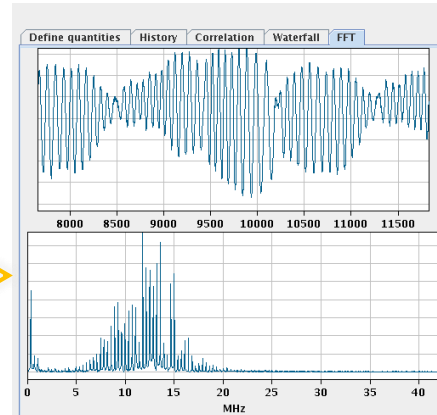 Define quantities History Correlation Waterfall FFT
8000 8500 9000 9500 10000 10500 11000 11500
0 5 10 15 20 25 30 35 40
MHz